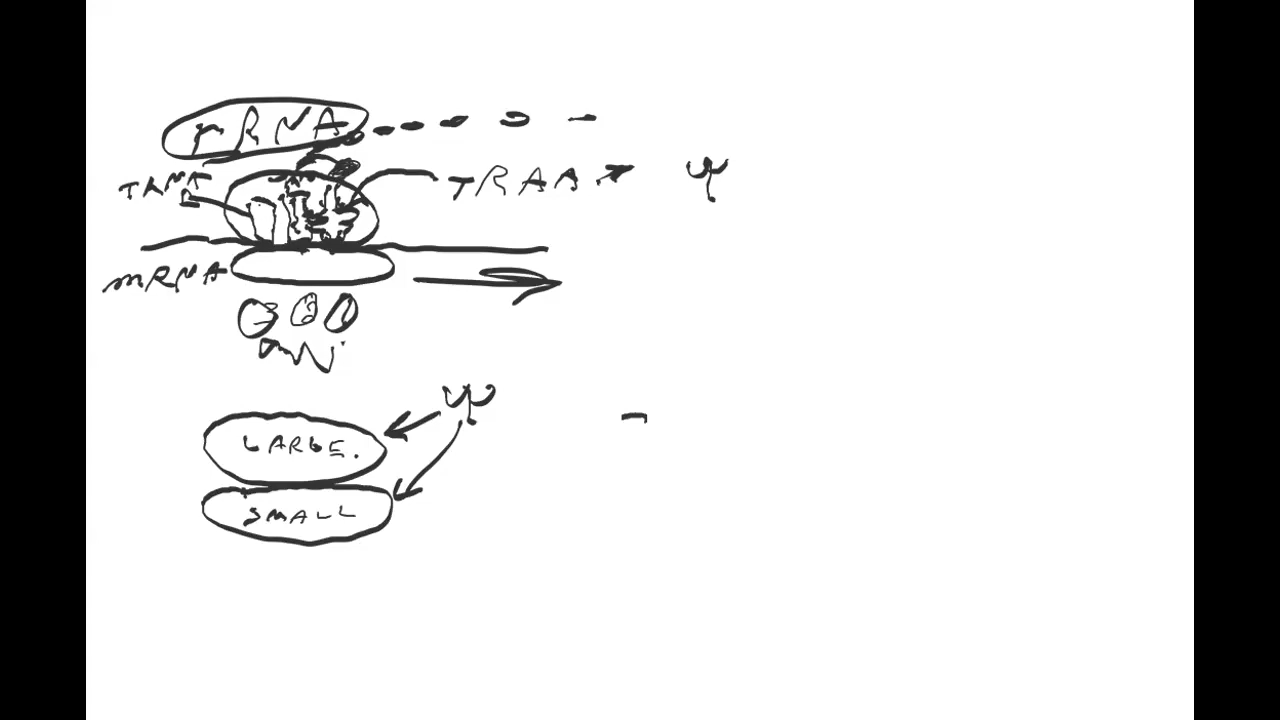 rRNA
TRNA
TRAA
ψ
mRNA
ψ
LARGE.
SMALL